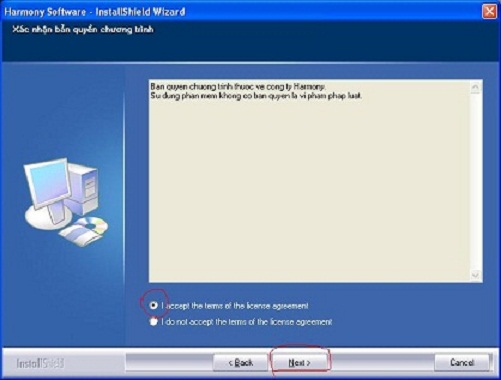 Harmony Software - InstallShield Wizard
Xác nhận bản quyền chương trình
Ban quyen chuong trinh thuoc ve cong ty Harmony.
Su dung phan mem khong co ban quyen la vi pham phap luat.
I accept the terms of the license agreement
I do not accept the terms of the license agreement
InstallShield
< Back
Next >
Cancel